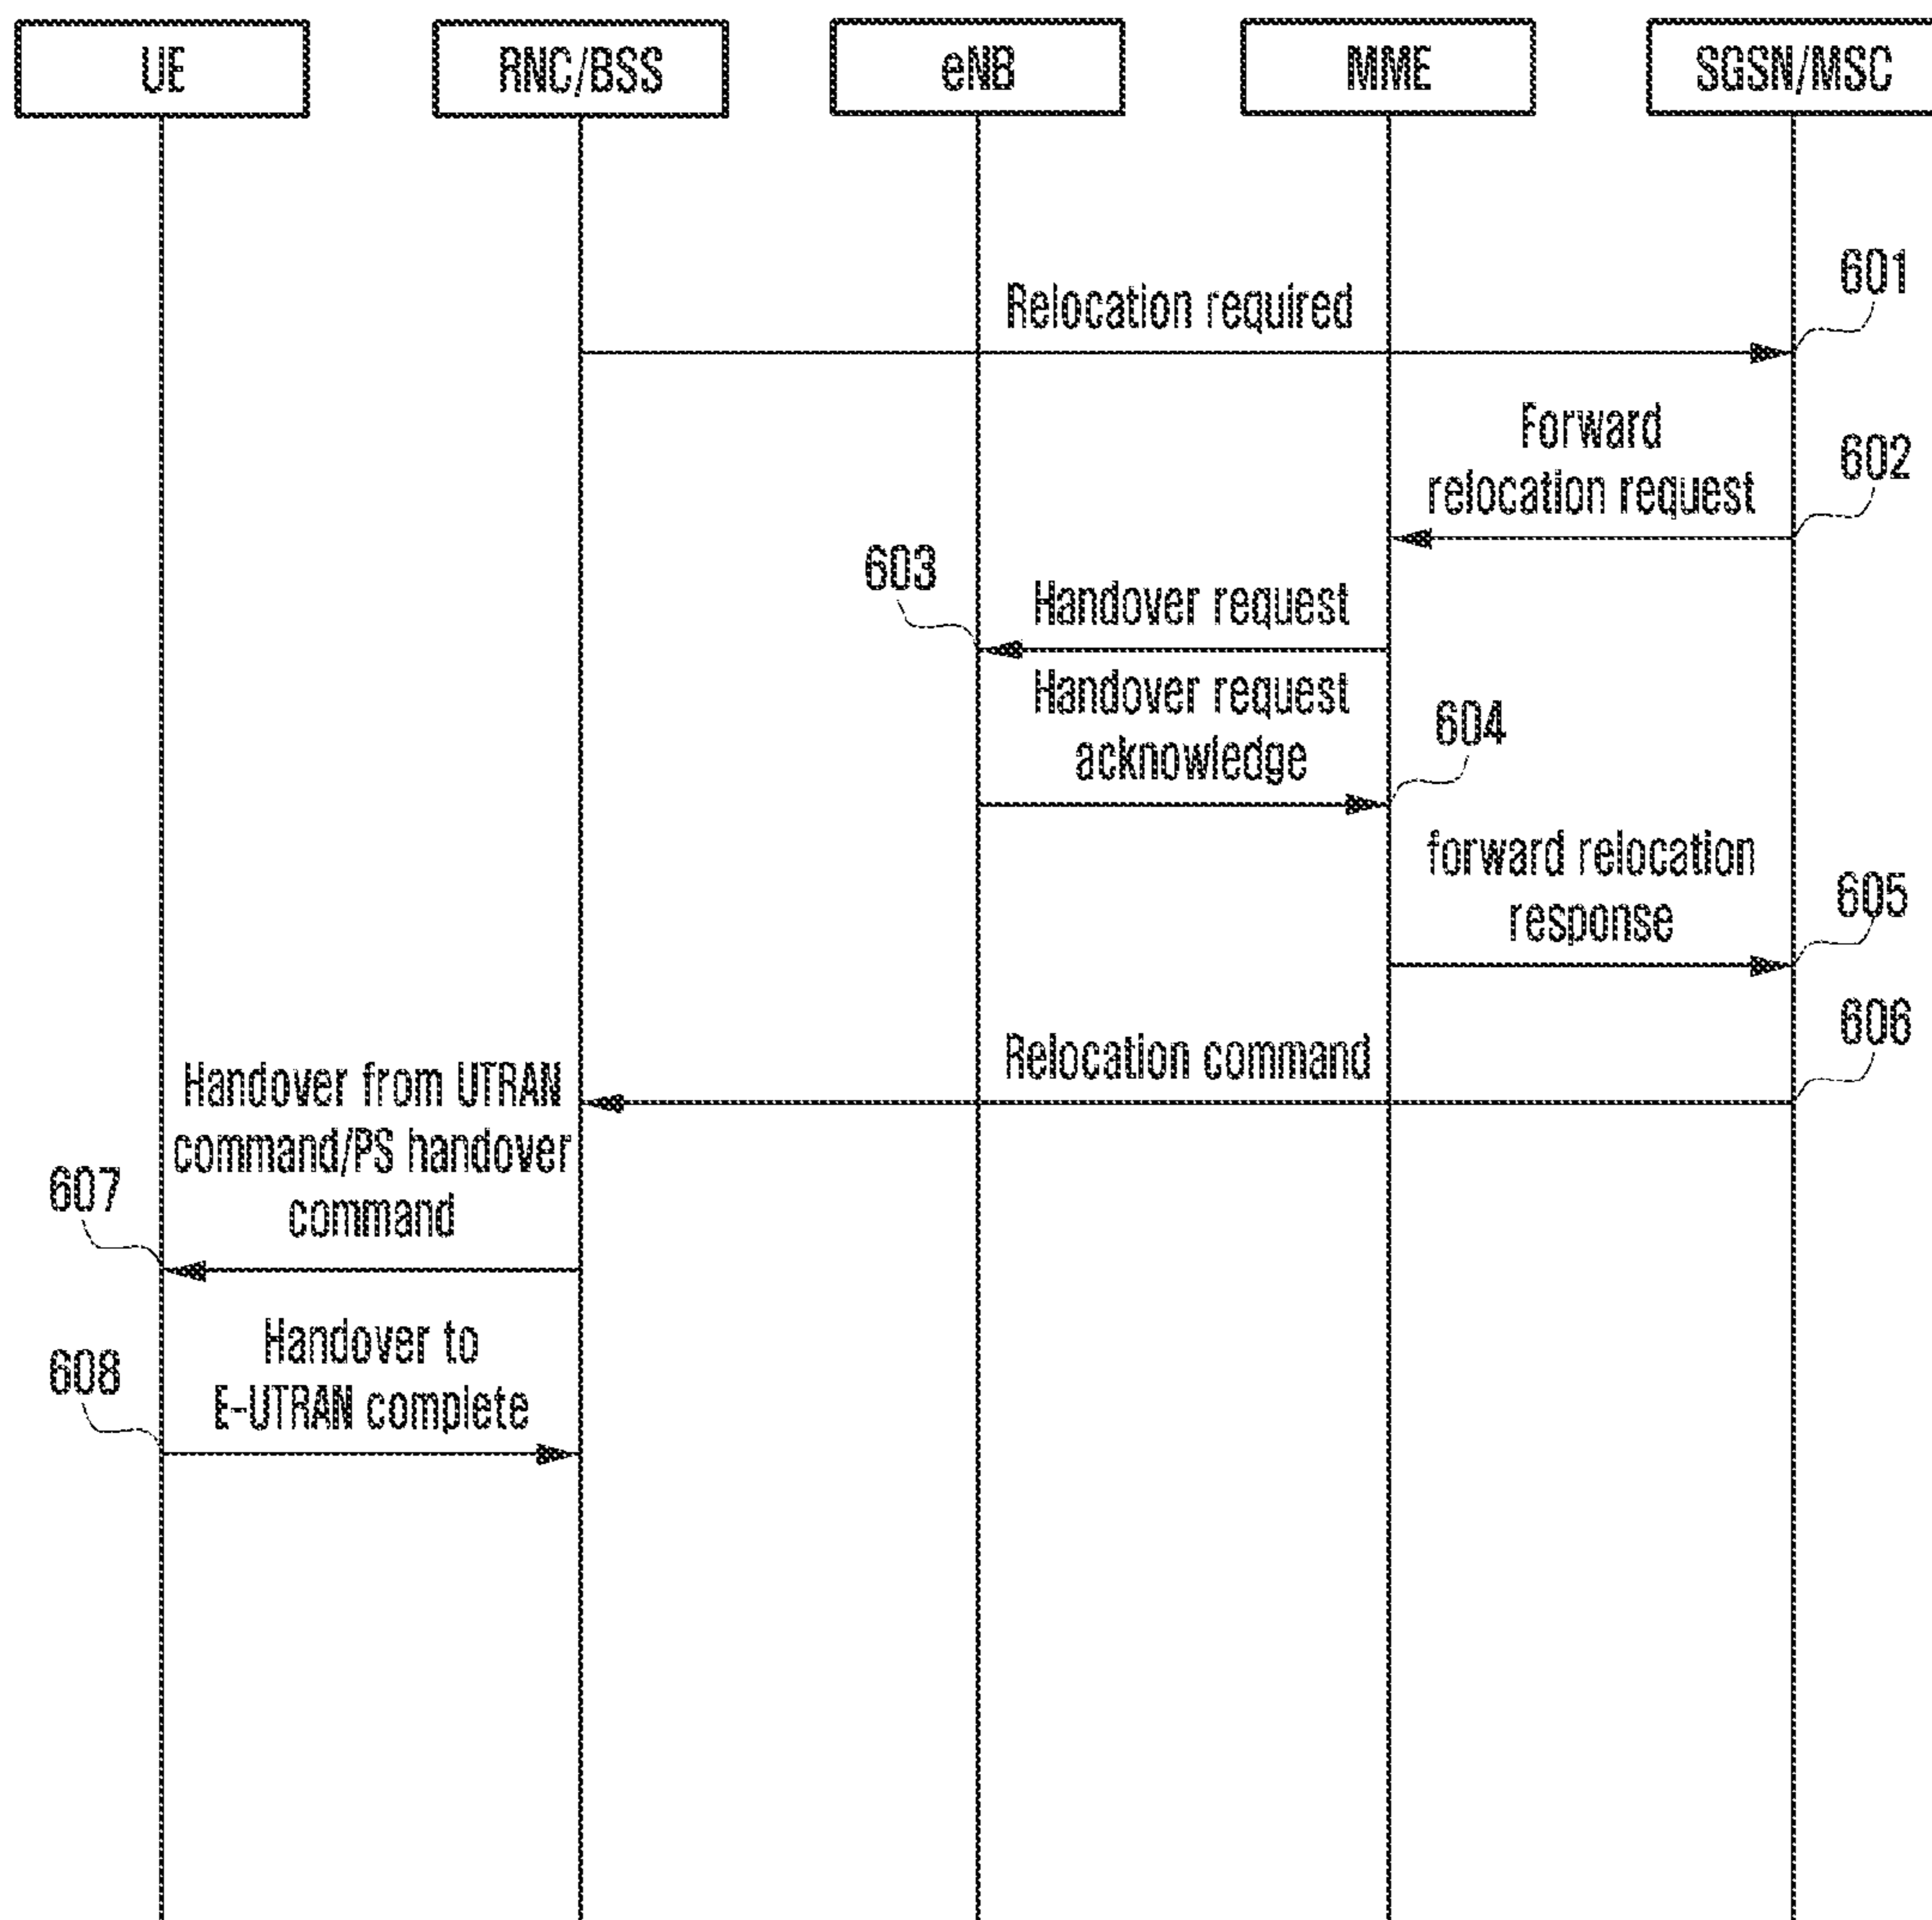 UE
RNC/BSS
eNB
MME
SGSN/MSC
601
Relocation required
Forward
relocation request
602
603
Handover request
Handover request
acknowledge
604
forward relocation
response
605
606
Relocation command
Handover from UTRAN
command/PS handover
command
607
Handover to
E-UTRAN complete
608